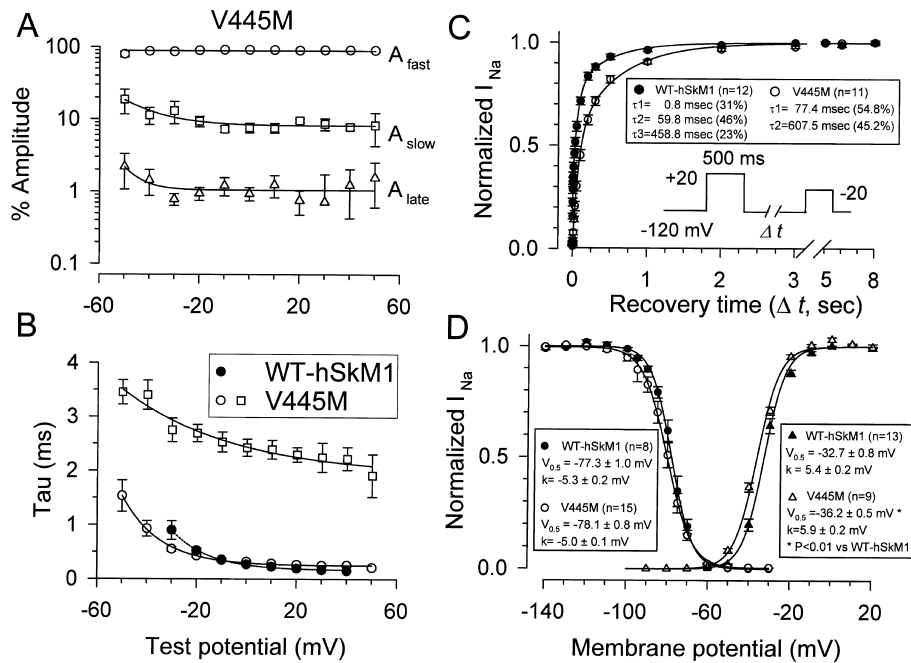 A
V445M
100
10
1
0.1
% Amplitude
A fast
A slow
A late
-60
-20
20
60
B
WT-hSkM1
V445M
4
3
2
1
0
Tau (ms)
-60
-20
20
60
Test potential (mV)
C
1.0
0.5
0.0
Normalized I Na
WT-hSkM1 (n=12)
τ1= 0.8 msec (31%)
τ2= 59.8 msec (46%)
τ3=458.8 msec (23%)
V445M (n=11)
τ1= 77.4 msec (54.8%)
τ2=607.5 msec (45.2%)
500 ms
+20
-20
-120 mV
Δ t
0
1
2
3
5
8
Recovery time (Δ t, sec)
D
1.0
0.5
0.0
Normalized I Na
WT-hSkM1 (n=8)
V0.5 = -77.3 ± 1.0 mV
k= -5.3 ± 0.2 mV
V445M (n=15)
V0.5 = -78.1 ± 0.8 mV
k= -5.0 ± 0.1 mV
WT-hSkM1 (n=13)
V0.5 = -32.7 ± 0.8 mV
k= 5.4 ± 0.2 mV
V445M (n=9)
V0.5 = -36.2 ± 0.5 mV *
k=5.9 ± 0.2 mV
* P<0.01 vs WT-hSkM1
-140
-100
-60
-20
20
Membrane potential (mV)